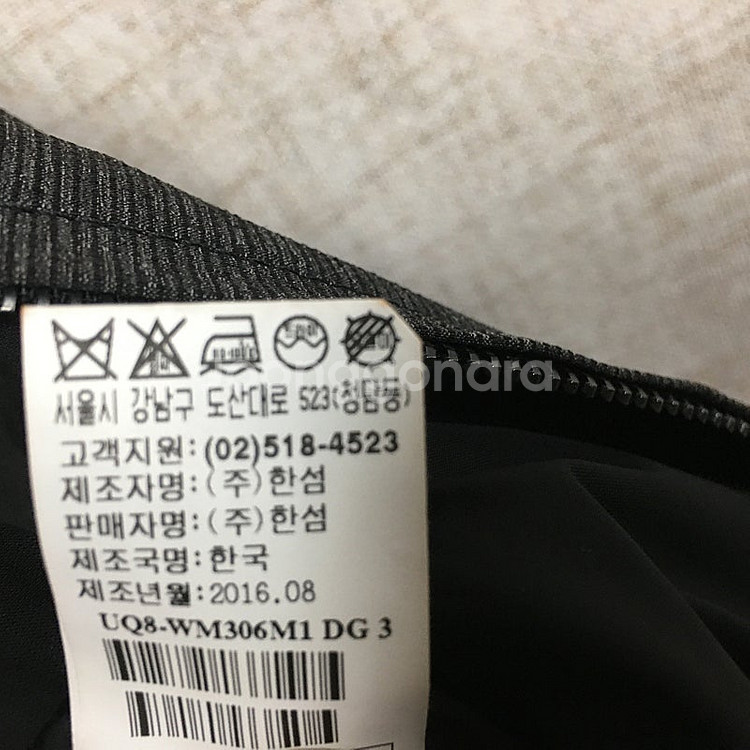 서울시 강남구 도산대로 523(청담동)
고객지원: (02)518-4523
제조자명: (주)한섬
판매자명: (주)한섬
제조국명: 한국
제조년월: 2016.08
UQ8-WM306M1 DG 3